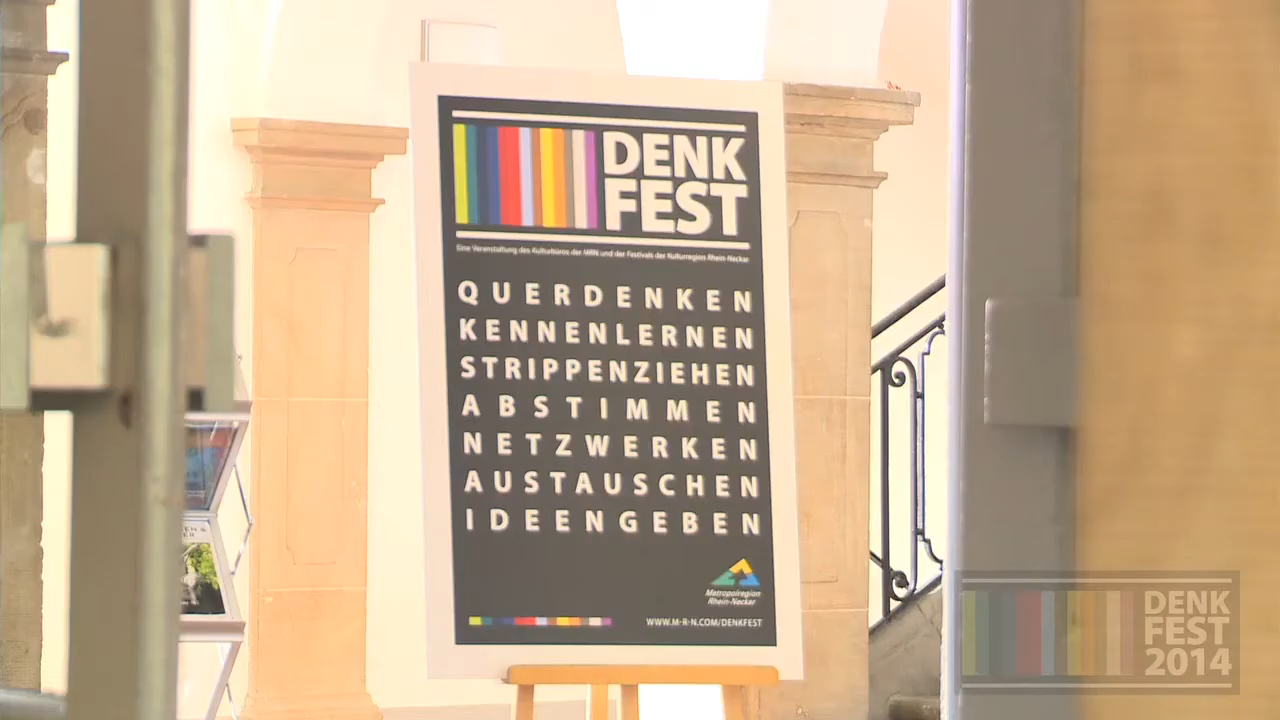 DENK
FEST
Eine Veranstaltung des Kulturbüros der MRN und der Festivals der Kulturregion Rhein-Neckar
QUERDENKEN
KENNENLERNEN
STRIPPENZIEHEN
ABSTIMMEN
NETZWERKEN
AUSTAUSCHEN
IDEENGEBEN
Metropolregion
Rhein-Neckar
WWW.M-R-N.COM/DENKFEST
DENK
FEST
2014